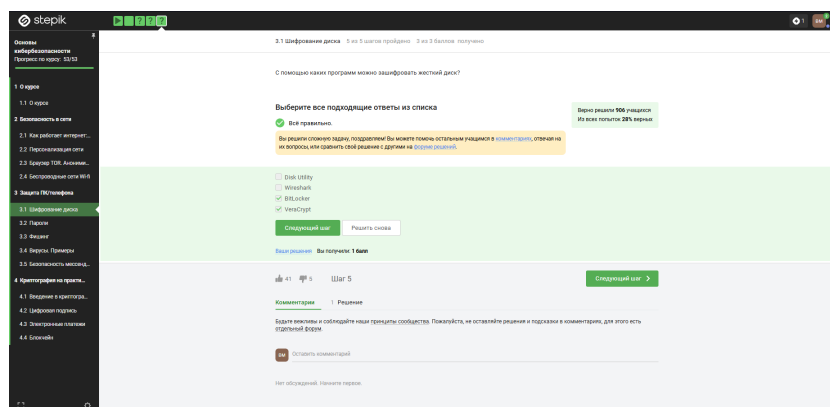 stepik
1
BM
Основы
кибербезопасности
Прогресс по курсу: 53/53
1 О курсе
1.1 О курсе
2 Безопасность в сети
2.1 Как работает интернет:...
2.2 Персонализация сети
2.3 Браузер TOR. Анонимн...
2.4 Беспроводные сети Wi-fi
3 Защита ПК/телефона
3.1 Шифрование диска
3.2 Пароли
3.3 Фишинг
3.4 Вирусы. Примеры
3.5 Безопасность мессенд...
4 Криптография на практи...
4.1 Введение в криптогра...
4.2 Цифровая подпись
4.3 Электронные платежи
4.4 Блокчейн
3.1 Шифрование диска 5 из 5 шагов пройдено 3 из 3 баллов получено
С помощью каких программ можно зашифровать жесткий диск?
Выберите все подходящие ответы из списка
Всё правильно.
Верно решили 906 учащихся
Из всех попыток 28% верных
Вы решили сложную задачу, поздравляем! Вы можете помочь остальным учащимся в комментариях, отвечая на
их вопросы, или сравнить своё решение с другими на форуме решений.
Disk Utility
Wireshark
BitLocker
VeraCrypt
Следующий шаг Решить снова
Ваши решения Вы получили: 1 балл
41 5 Шаг 5 Следующий шаг
Комментарии 1 Решение
Будьте вежливы и соблюдайте наши принципы сообщества. Пожалуйста, не оставляйте решения и подсказки в комментариях, для этого есть
отдельный форум.
BM Оставить комментарий
Нет обсуждений. Начните первое.